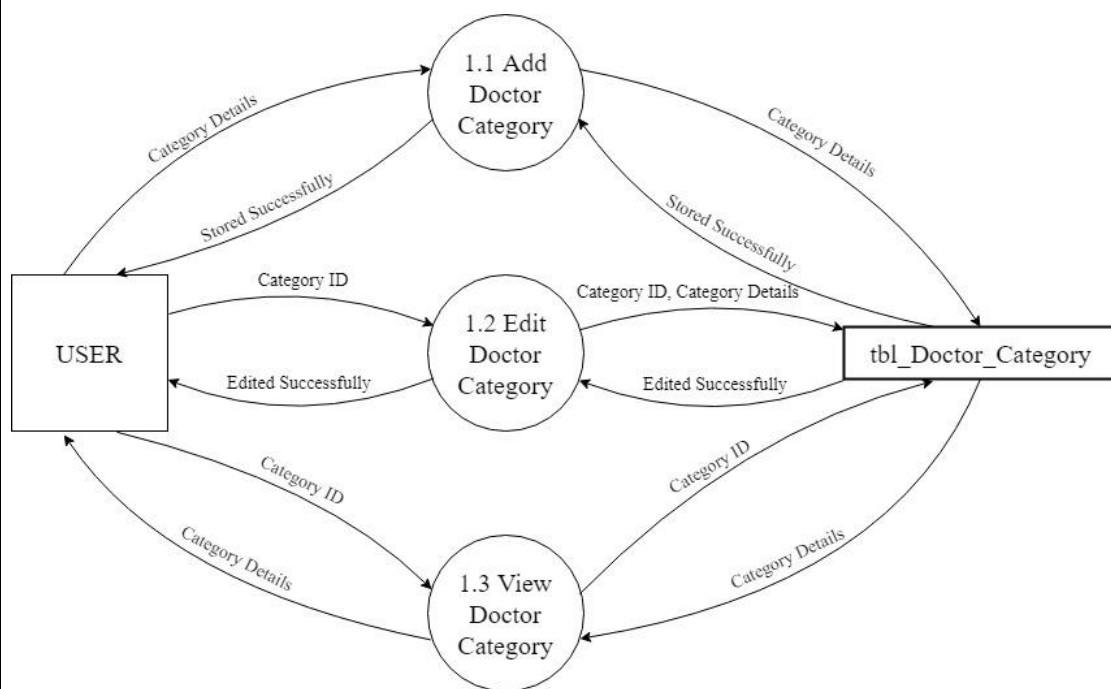 1.1 Add
Doctor
Category
Category Details
Category Details
Stored Successfully
Stored Successfully
Category ID
Category ID, Category Details
USER
1.2 Edit
Doctor
Category
tbl_Doctor_Category
Edited Successfully
Edited Successfully
Category ID
Category ID
Category Details
Category Details
1.3 View
Doctor
Category